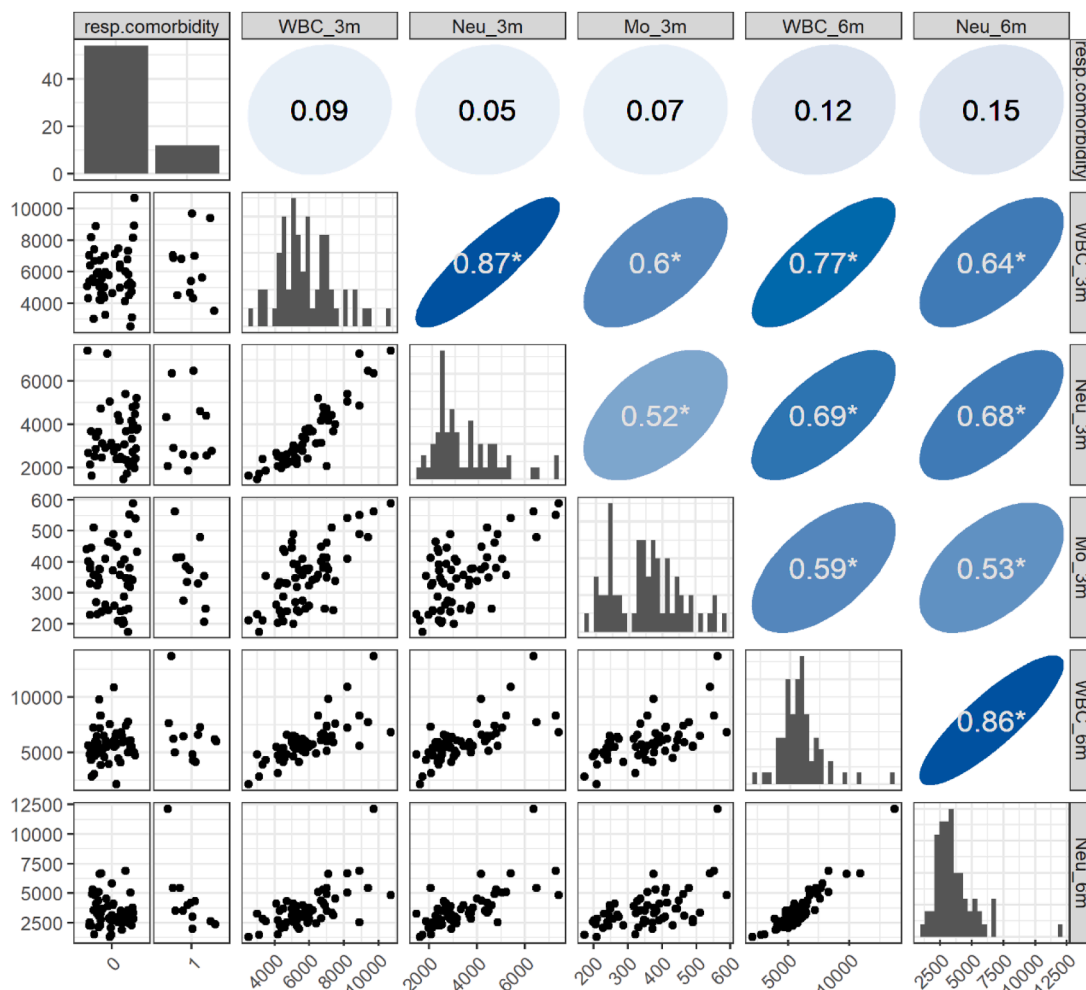 resp.comorbidity WBC_3m Neu_3m Mo_3m WBC_6m Neu_6m
40
20
0
0.09 0.05 0.07 0.12 0.15
resp.comorbidity
10000
8000
6000
4000
0.87* 0.6* 0.77* 0.64*
WBC_3m
6000
4000
2000
0.52* 0.69* 0.68*
Neu_3m
600
500
400
300
200
0.59* 0.53*
Mo_3m
10000
5000
0.86*
WBC_6m
12500
10000
7500
5000
2500
Neu_6m
0 1 4000 6000 8000 10000 2000 4000 6000 200 300 400 500 600 5000 10000 2500 5000 7500 10000 12500